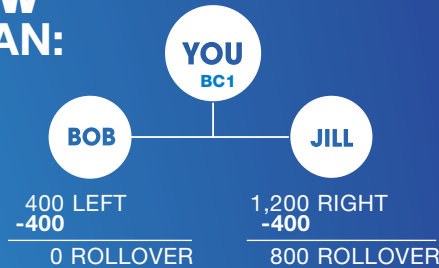 AN:
YOU
BC1
BOB
JILL
400 LEFT
-400
0 ROLLOVER
1,200 RIGHT
-400
800 ROLLOVER